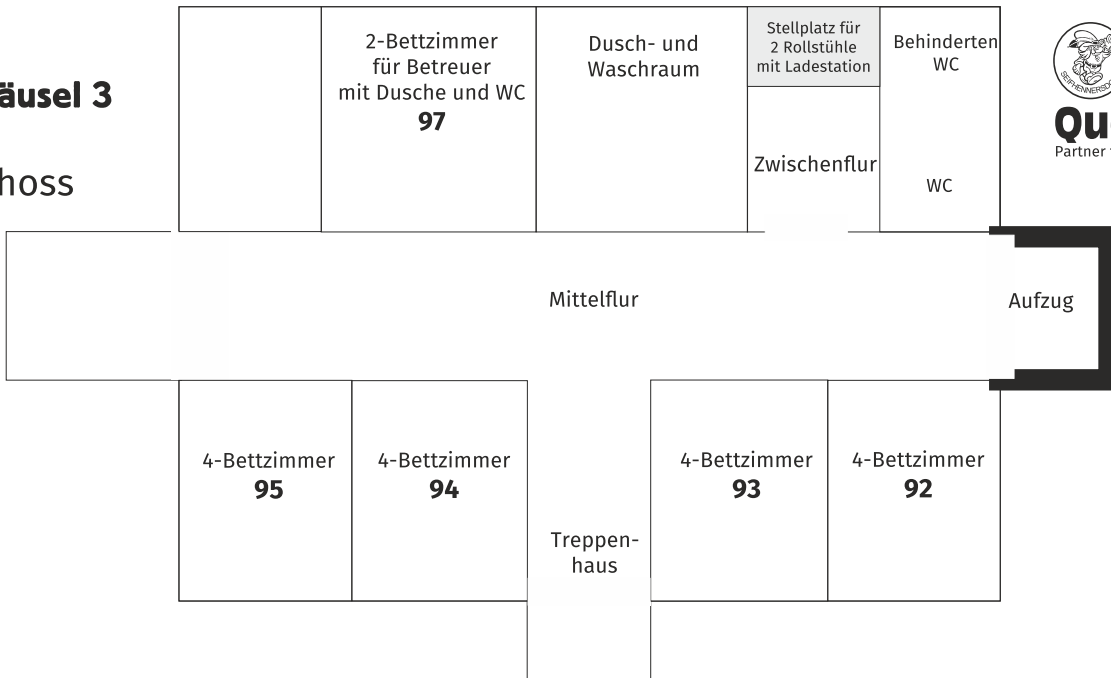 äusel 3
hoss
2-Bettzimmer
für Betreuer
mit Dusche und WC
97
Dusch- und
Waschraum
Stellplatz für
2 Rollstühle
mit Ladestation
Zwischenflur
Behinderten
WC
WC
SEIFHENNERSDO
Qu
Partner
Mittelflur
Aufzug
4-Bettzimmer
95
4-Bettzimmer
94
4-Bettzimmer
93
4-Bettzimmer
92
Treppen-
haus